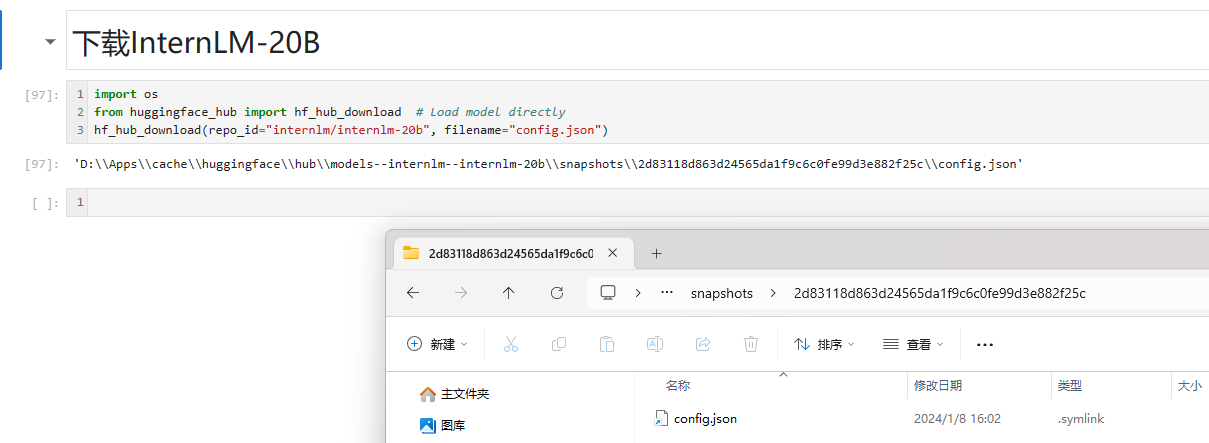 下载InternLM-20B
[97]:
1 import os
2 from huggingface_hub import hf_hub_download  # Load model directly
3 hf_hub_download(repo_id="internlm/internlm-20b", filename="config.json")
[97]: 'D:\\Apps\\cache\\huggingface\\hub\\models--internlm--internlm-20b\\snapshots\\2d83118d863d24565da1f9c6c0fe99d3e882f25c\\config.json'
[ ]: 1
2d83118d863d24565da1f9c6c0
snapshots > 2d83118d863d24565da1f9c6c0fe99d3e882f25c
新建 排序 查看
名称 修改日期 类型 大小
主文件夹
config.json 2024/1/8 16:02 .symlink
图库